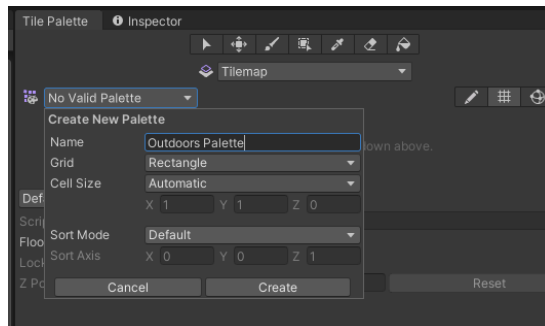 Tile Palette Inspector
Tilemap
No Valid Palette
Create New Palette
Name Outdoors Palette
Grid Rectangle
down above.
Cell Size Automatic
X 1 Y 1 Z 0
Sort Mode Default
Sort Axis X 0 Y 0 Z 1
Cancel Create
Reset